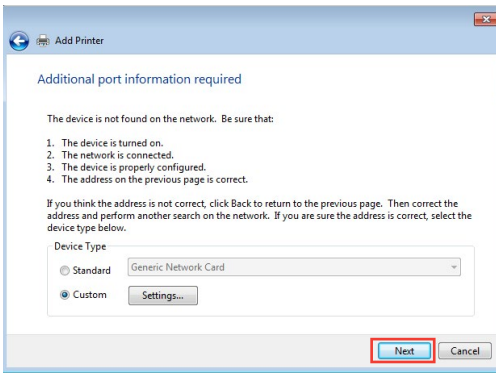 Add Printer
Additional port information required
The device is not found on the network.  Be sure that:
1.  The device is turned on.
2.  The network is connected.
3.  The device is properly configured.
4.  The address on the previous page is correct.
If you think the address is not correct, click Back to return to the previous page.  Then correct the
address and perform another search on the network.  If you are sure the address is correct, select the
device type below.
Device Type
Standard
Generic Network Card
Custom
Settings...
Next
Cancel